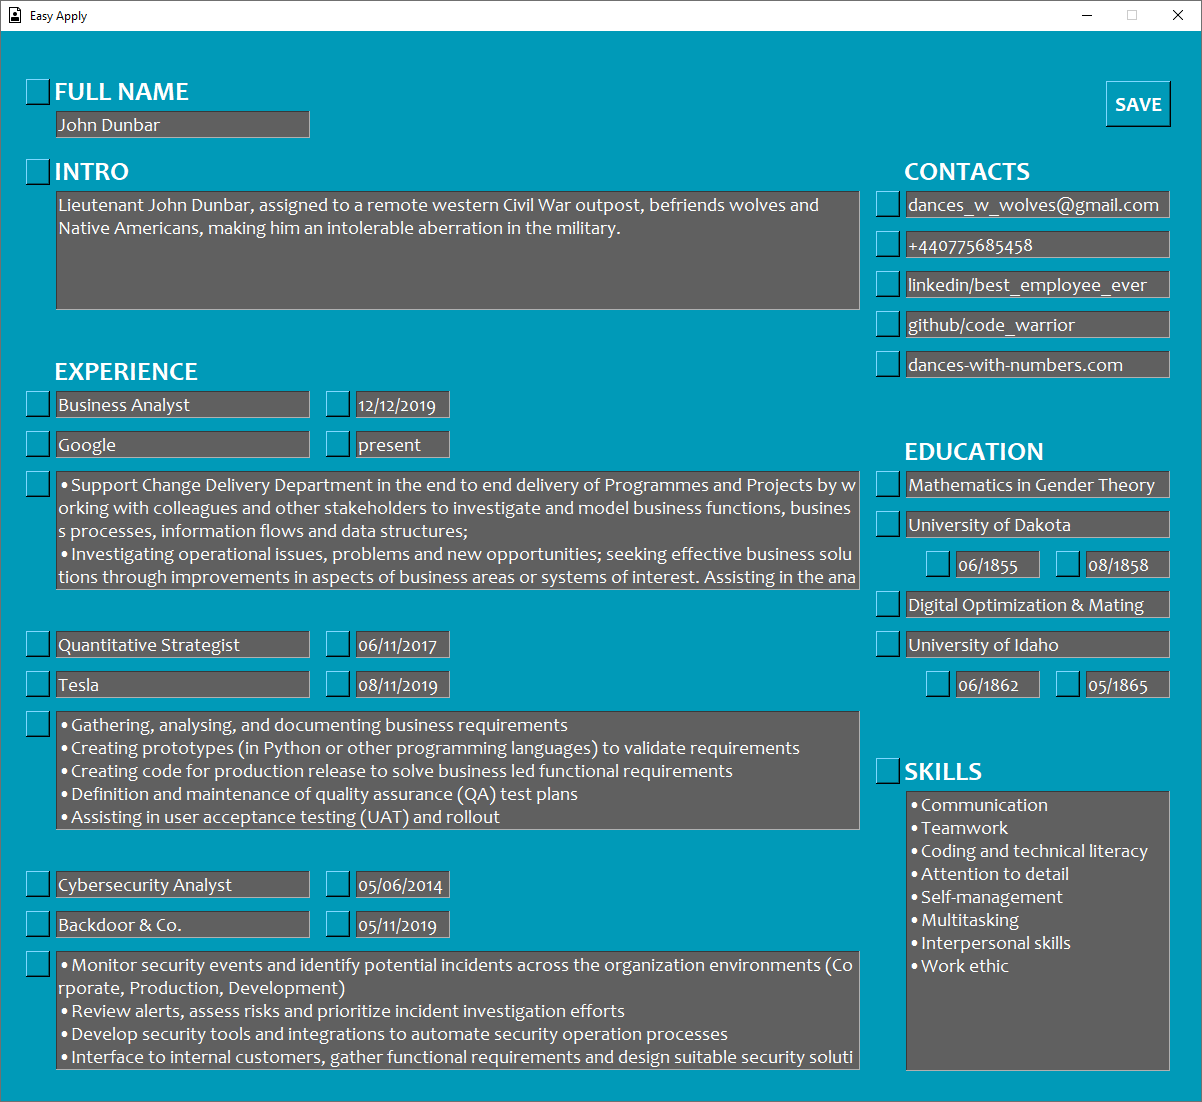 Easy Apply
FULL NAME
John Dunbar
SAVE
INTRO
Lieutenant John Dunbar, assigned to a remote western Civil War outpost, befriends wolves and
Native Americans, making him an intolerable aberration in the military.
CONTACTS
dances_w_wolves@gmail.com
+440775685458
linkedin/best_employee_ever
github/code_warrior
dances-with-numbers.com
EXPERIENCE
Business Analyst
12/12/2019
Google
present
•Support Change Delivery Department in the end to end delivery of Programmes and Projects by w
orking with colleagues and other stakeholders to investigate and model business functions, busines
s processes, information flows and data structures;
•Investigating operational issues, problems and new opportunities; seeking effective business solu
tions through improvements in aspects of business areas or systems of interest. Assisting in the ana
Quantitative Strategist
06/11/2017
Tesla
08/11/2019
•Gathering, analysing, and documenting business requirements
•Creating prototypes (in Python or other programming languages) to validate requirements
•Creating code for production release to solve business led functional requirements
•Definition and maintenance of quality assurance (QA) test plans
•Assisting in user acceptance testing (UAT) and rollout
Cybersecurity Analyst
05/06/2014
Backdoor & Co.
05/11/2019
•Monitor security events and identify potential incidents across the organization environments (Co
rporate, Production, Development)
•Review alerts, assess risks and prioritize incident investigation efforts
•Develop security tools and integrations to automate security operation processes
•Interface to internal customers, gather functional requirements and design suitable security soluti
EDUCATION
Mathematics in Gender Theory
University of Dakota
06/1855
08/1858
Digital Optimization & Mating
University of Idaho
06/1862
05/1865
SKILLS
•Communication
•Teamwork
•Coding and technical literacy
•Attention to detail
•Self-management
•Multitasking
•Interpersonal skills
•Work ethic